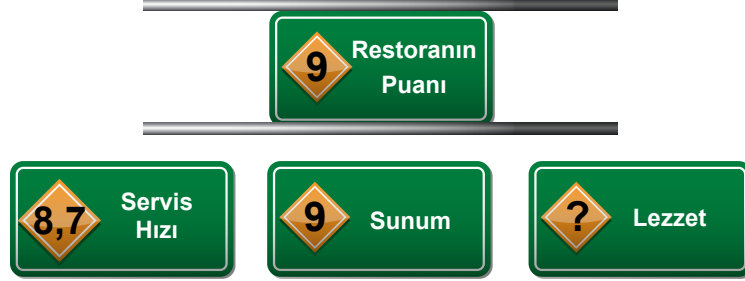 9 Restoranın
Puanı
8,7 Servis
Hızı
9 Sunum
? Lezzet